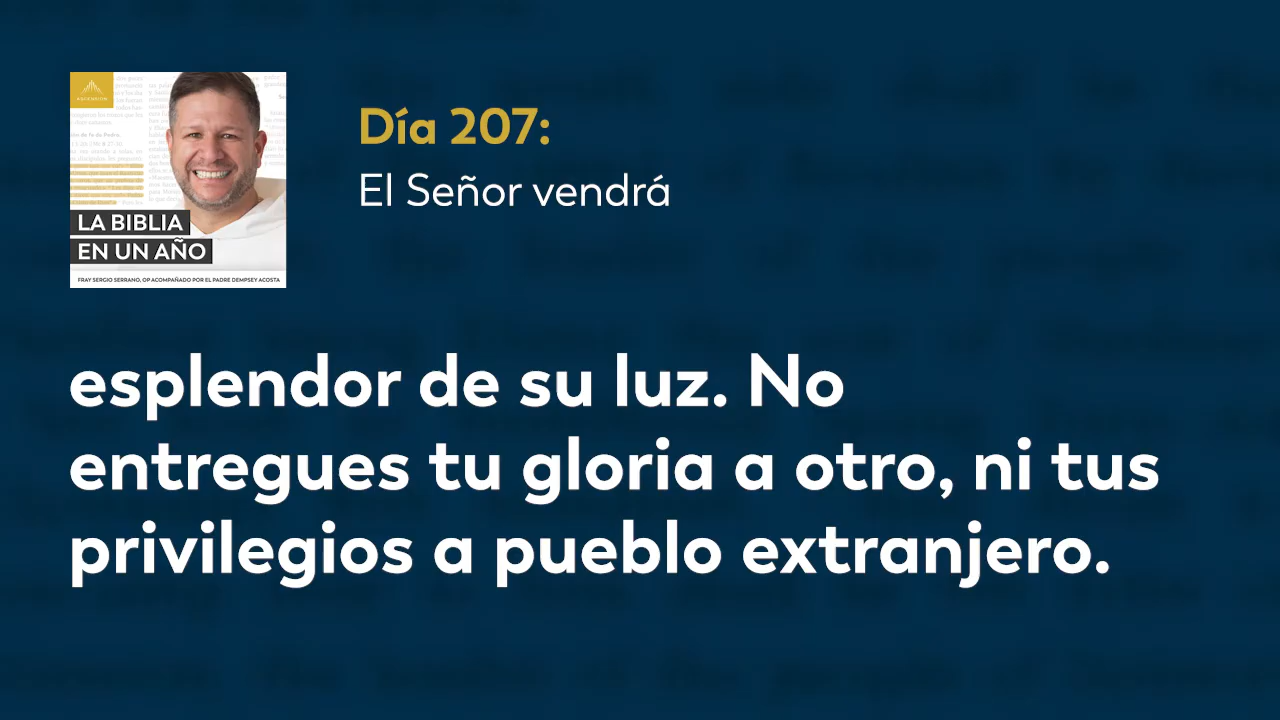 ASCENSION
LA BIBLIA
EN UN AÑO
FRAY SERGIO SERRANO, OP ACOMPAÑADO POR EL PADRE DEMPSEY ACOSTA
Día 207:
El Señor vendrá
esplendor de su luz. No
entregues tu gloria a otro, ni tus
privilegios a pueblo extranjero.